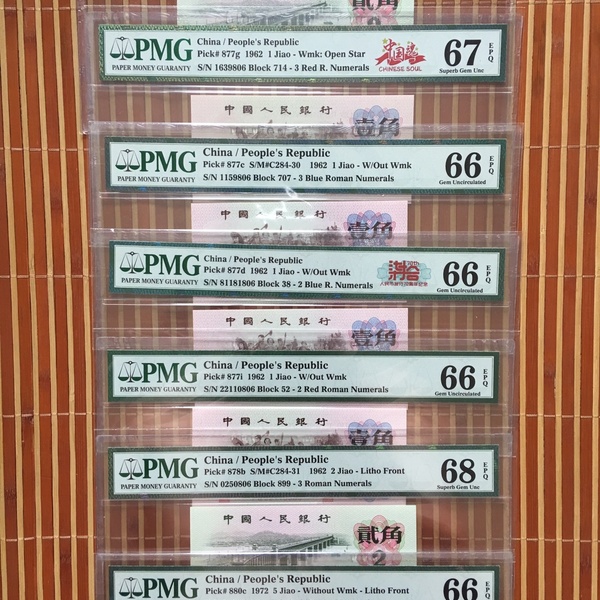 貳角
2
PMG
PAPER MONEY GUARANTY
China / People's Republic
Pick# 877g 1962 1 Jiao - Wmk: Open Star
S/N 1639806 Block 714 - 3 Red R. Numerals
中国魂
CHINESE SOUL
67 EPQ
Superb Gem Unc
中國人民銀行
壹角
PMG
PAPER MONEY GUARANTY
China / People's Republic
Pick# 877c S/M#C284-30 1962 1 Jiao - W/Out Wmk
S/N 1159806 Block 707 - 3 Blue Roman Numerals
66 EPQ
Gem Uncirculated
中國人民銀行
壹角
PMG
PAPER MONEY GUARANTY
China / People's Republic
Pick# 877d 1962 1 Jiao - W/Out Wmk
S/N 81181806 Block 38 - 2 Blue R. Numerals
66 EPQ
Gem Uncirculated
中國人民銀行
壹角
PMG
PAPER MONEY GUARANTY
China / People's Republic
Pick# 877i 1962 1 Jiao - W/Out Wmk
S/N 22110806 Block 52 - 2 Red Roman Numerals
66 EPQ
Gem Uncirculated
中國人民銀行
壹角
PMG
PAPER MONEY GUARANTY
China / People's Republic
Pick# 878b S/M#C284-31 1962 2 Jiao - Litho Front
S/N 0250806 Block 899 - 3 Roman Numerals
68 EPQ
Superb Gem Unc
中國人民銀行
貳角
2
PMG
PAPER MONEY GUARANTY
China / People's Republic
Pick# 880c 1972 5 Jiao - Without Wmk - Litho Front
66 EPQ